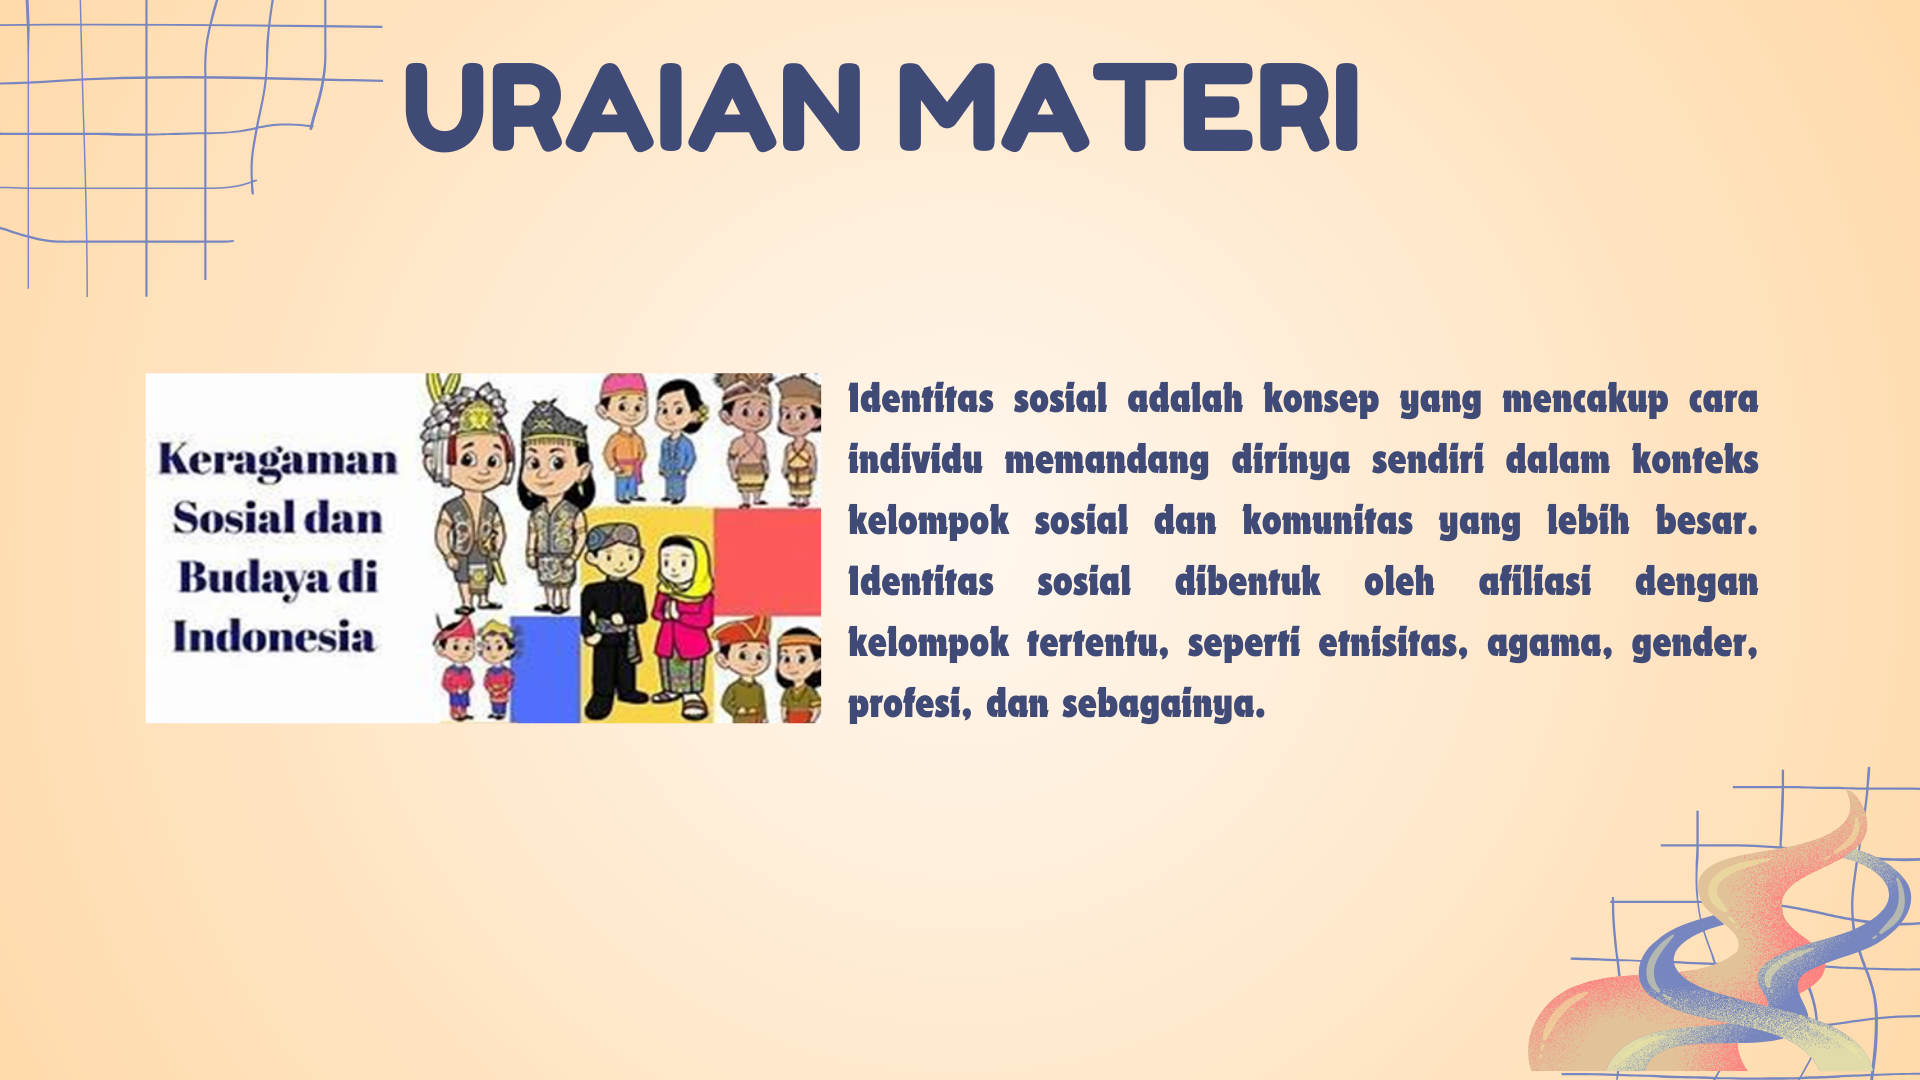 URAIAN MATERI
Keragaman
Sosial dan
Budaya di
Indonesia
Identitas sosial adalah konsep yang mencakup cara
individu memandang dirinya sendiri dalam konteks
kelompok sosial dan komunitas yang lebih besar.
Identitas sosial dibentuk oleh afiliasi dengan
kelompok tertentu, seperti etnisitas, agama, gender,
profesi, dan sebagainya.